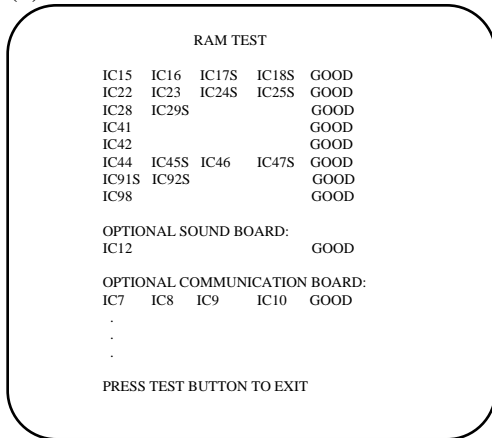 RAM TEST
IC15 IC16 IC17S IC18S GOOD
IC22 IC23 IC24S IC25S GOOD
IC28 IC29S GOOD
IC41 GOOD
IC42 GOOD
IC44 IC45S IC46 IC47S GOOD
IC91S IC92S GOOD
IC98 GOOD
OPTIONAL SOUND BOARD:
IC12 GOOD
OPTIONAL COMMUNICATION BOARD:
IC7 IC8 IC9 IC10 GOOD
.
.
.
PRESS TEST BUTTON TO EXIT